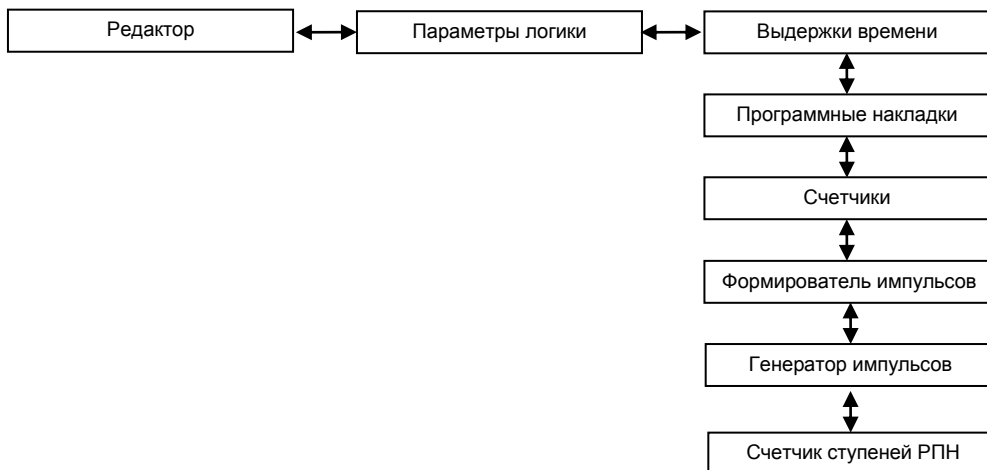 Редактор
Параметры логики
Выдержки времени
Программные накладки
Счетчики
Формирователь импульсов
Генератор импульсов
Счетчик ступеней РПН